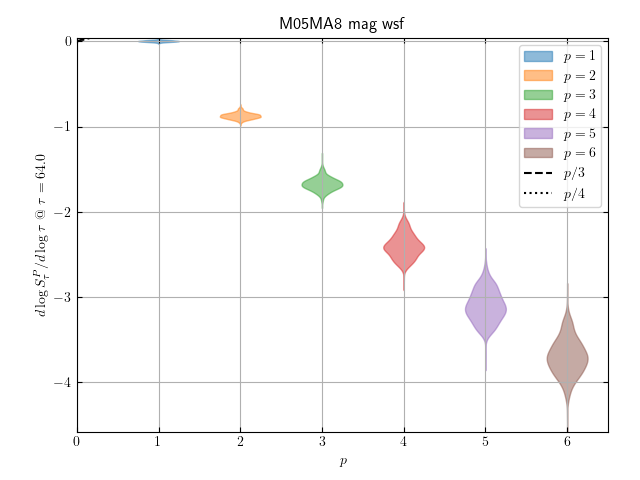 M05MA8 mag wsf
d log S_τ^P / d log τ @ τ = 64.0
0
−1
−2
−3
−4
0 1 2 3 4 5 6
p
p = 1
p = 2
p = 3
p = 4
p = 5
p = 6
p/3
p/4